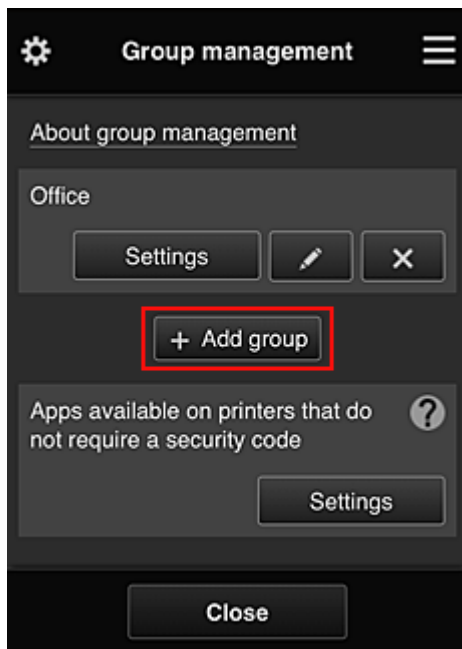 Group management
About group management
Office
Settings
+ Add group
Apps available on printers that do
not require a security code
?
Settings
Close